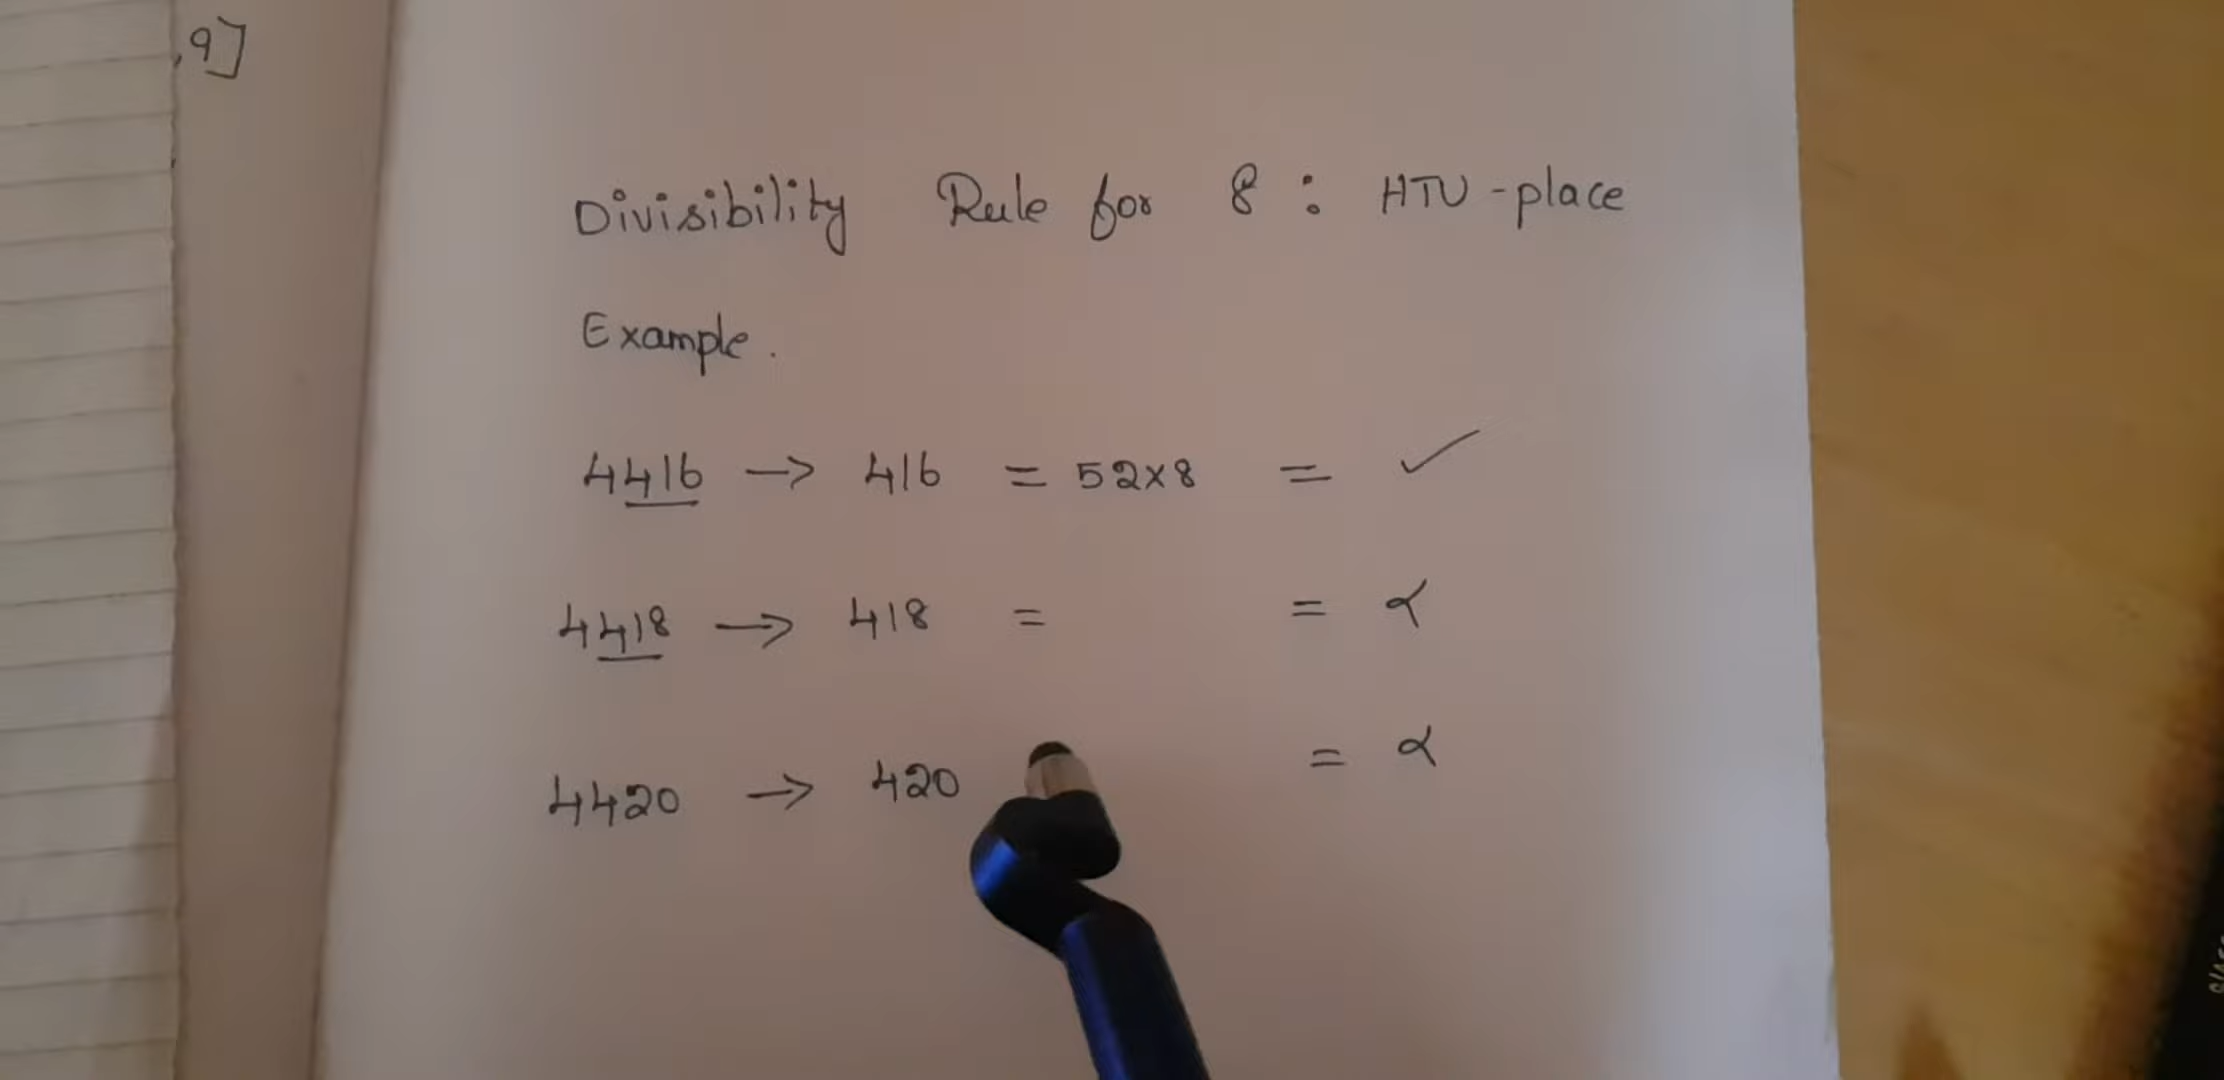 ,9]
Divisibility Rule for 8 : HTU-place
Example.
4416 → 416 = 52×8 = ✓
4418 → 418 = = ×
4420 → 420 = ×